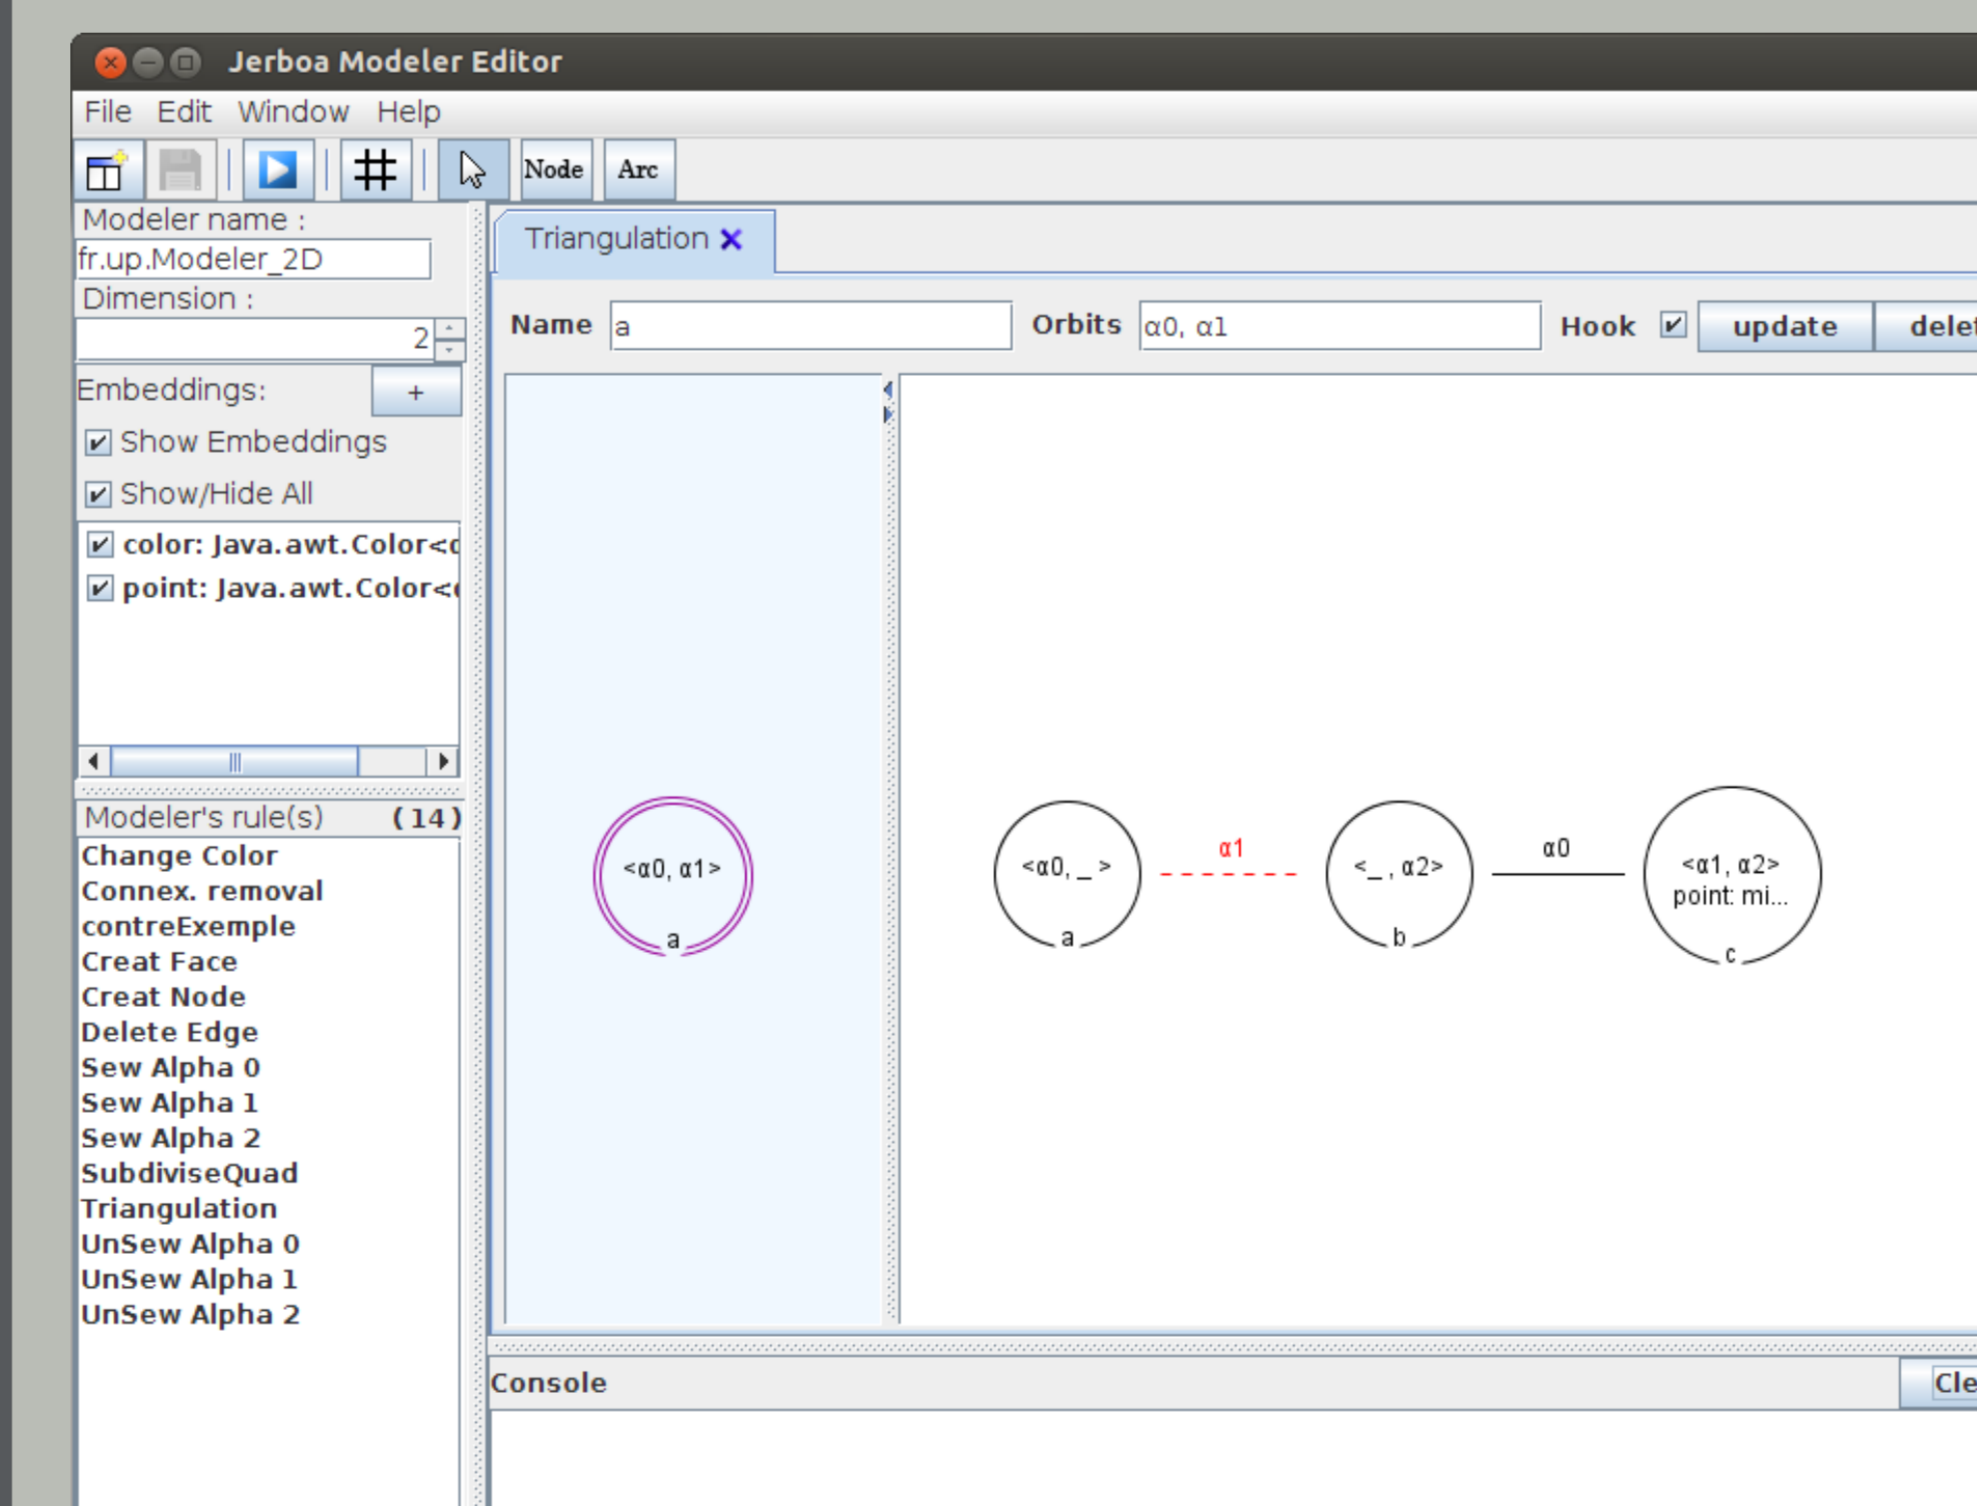 Jerboa Modeler Editor
File Edit Window Help
Node Arc
Modeler name :
fr.up.Modeler_2D
Dimension :
2
Embeddings: +
Show Embeddings
Show/Hide All
color: Java.awt.Color<
point: Java.awt.Color<
Modeler's rule(s) (14)
Change Color
Connex. removal
contreExemple
Creat Face
Creat Node
Delete Edge
Sew Alpha 0
Sew Alpha 1
Sew Alpha 2
SubdiviseQuad
Triangulation
UnSew Alpha 0
UnSew Alpha 1
UnSew Alpha 2
Triangulation
Name a Orbits α0, α1 Hook update delet
<α0, α1>
a
<α0, _ >
a
α1
<_ , α2>
b
α0
<α1, α2>
point: mi...
c
Console Cle